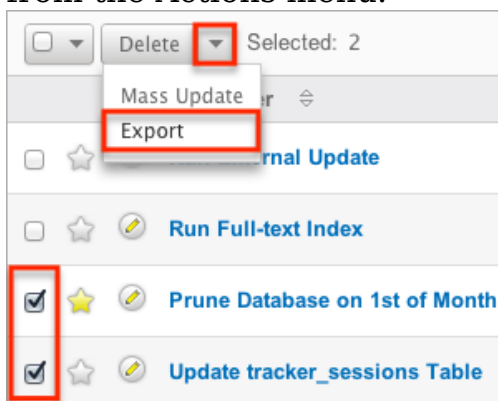 from the Actions menu.
Delete Selected: 2
Mass Update
Export
Update
Run Full-text Index
Prune Database on 1st of Month
Update tracker_sessions Table